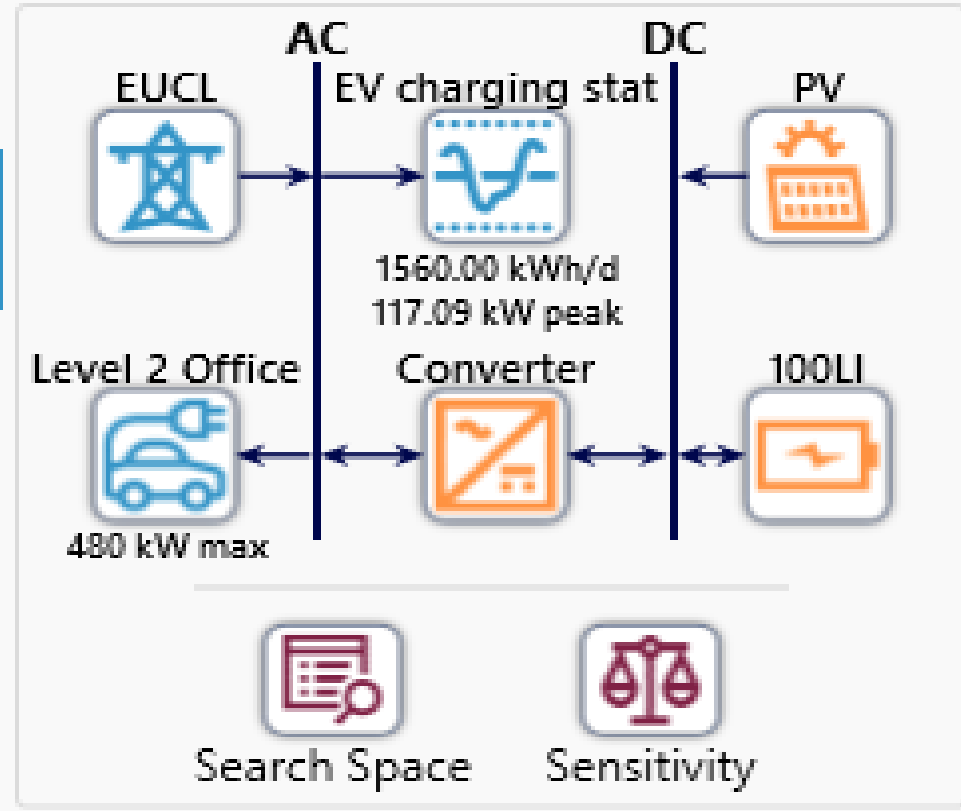 AC
DC
EUCL
EV charging stat
PV
1560.00 kWh/d
117.09 kW peak
Level 2 Office
Converter
100LI
480 kW max
Search Space
Sensitivity